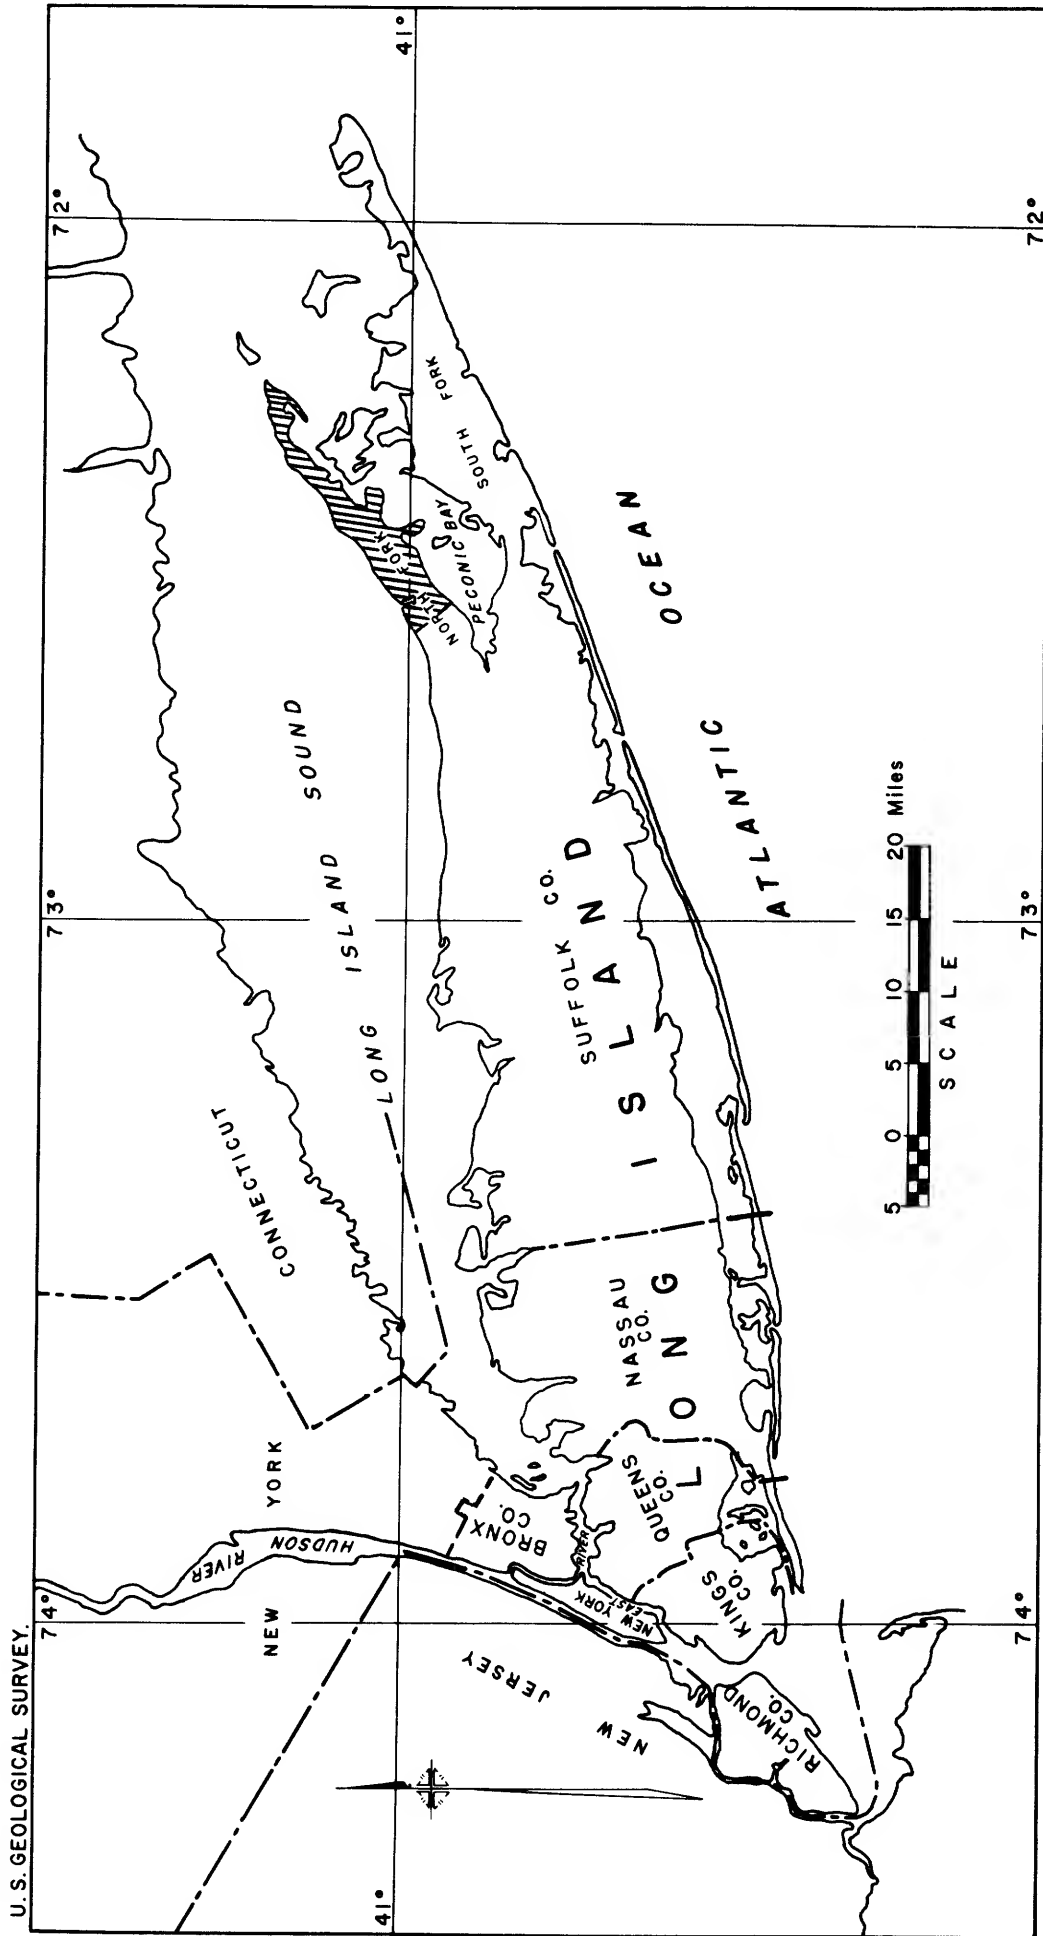 U. S. GEOLOGICAL SURVEY.
74°
73°
72°
41°
41°
NEW YORK
HUDSON
RIVER
CONNECTICUT
LONG ISLAND SOUND
NEW JERSEY
BRONX
CO.
NEW YORK
EAST
RIVER
QUEENS
CO.
KINGS
CO.
RICHMOND
CO.
NASSAU
CO.
SUFFOLK CO.
LONG ISLAND
NORTH FORK
PECONIC BAY
SOUTH FORK
ATLANTIC OCEAN
5 0 5 10 15 20 Miles
SCALE
74°
73°
72°